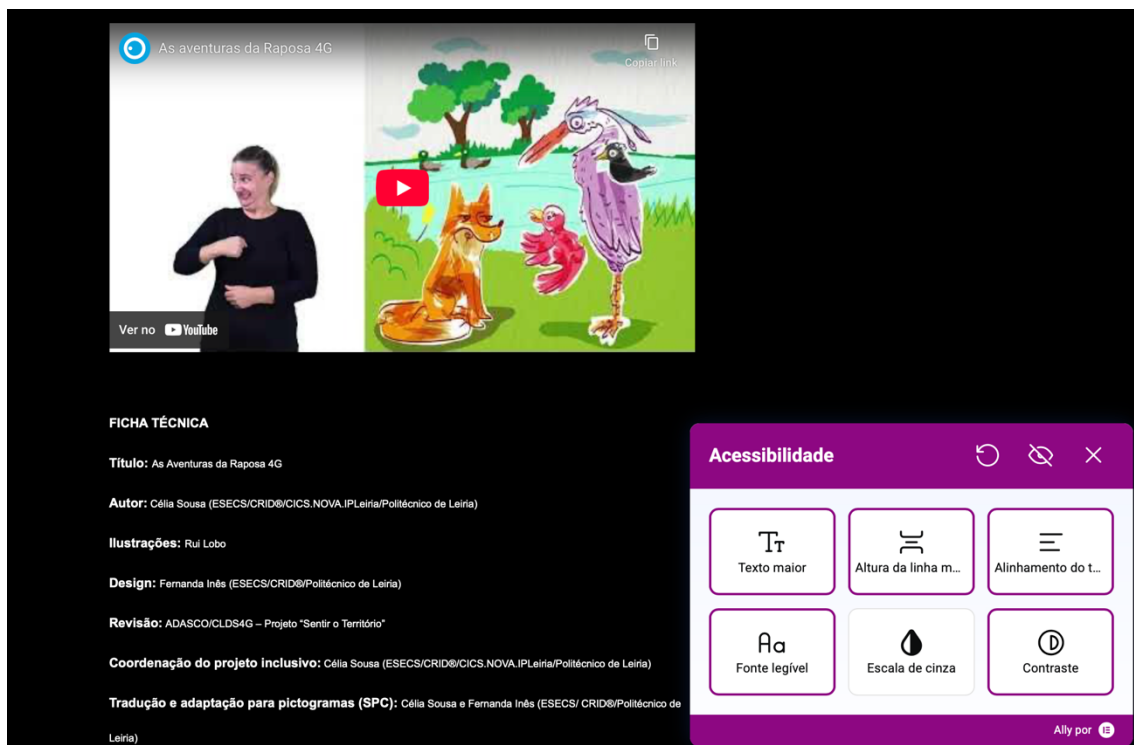 As aventuras da Raposa 4G
Copiar link
Ver no YouTube
FICHA TÉCNICA
Título: As Aventuras da Raposa 4G
Autor: Célia Sousa (ESECS/CRID®/CICS.NOVA.IPLeiria/Politécnico de Leiria)
Ilustrações: Rui Lobo
Design: Fernanda Inês (ESECS/CRID®/Politécnico de Leiria)
Revisão: ADASCO/CLDS4G – Projeto “Sentir o Território”
Coordenação do projeto inclusivo: Célia Sousa (ESECS/CRID®/CICS.NOVA.IPLeiria/Politécnico de Leiria)
Tradução e adaptação para pictogramas (SPC): Célia Sousa e Fernanda Inês (ESECS/ CRID®/Politécnico de
Leiria)
Acessibilidade
Texto maior
Altura da linha m...
Alinhamento do t...
Fonte legível
Escala de cinza
Contraste
Ally por